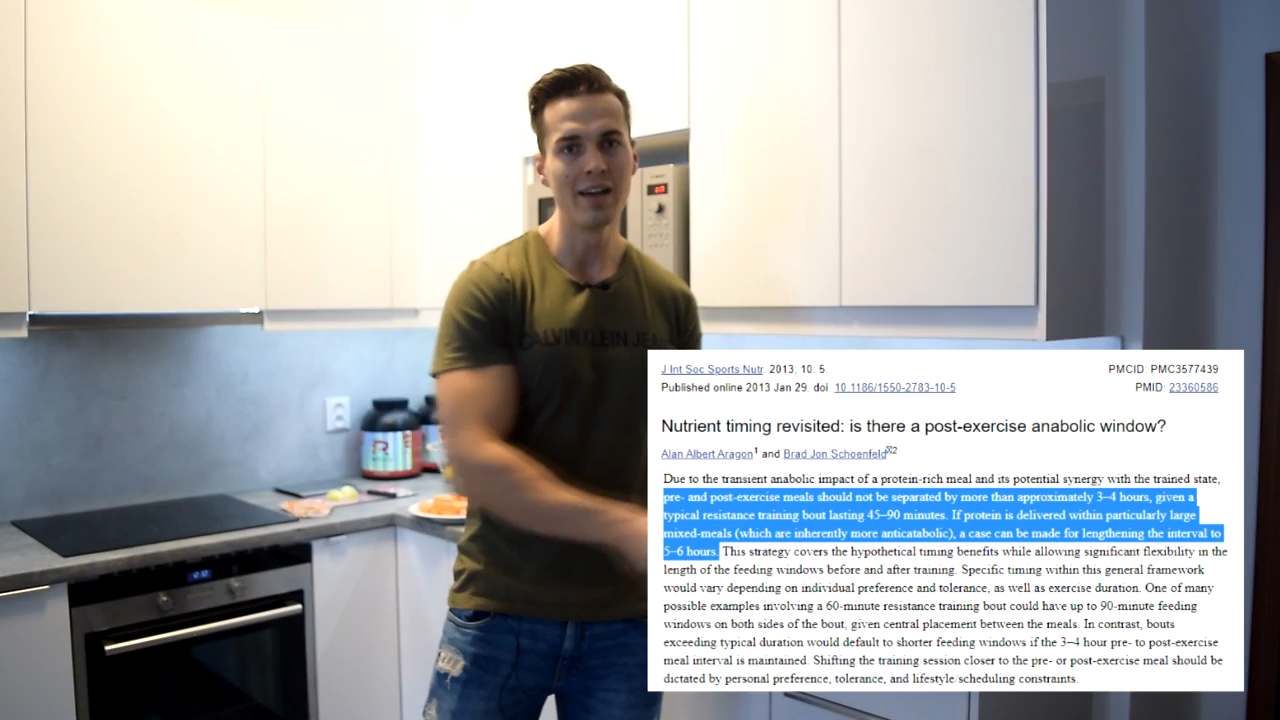 CALVIN KLEIN JEANS
J Int Soc Sports Nutr. 2013; 10: 5.
PMCID: PMC3577439
Published online 2013 Jan 29. doi: 10.1186/1550-2783-10-5
PMID: 23360586
Nutrient timing revisited: is there a post-exercise anabolic window?
Alan Albert Aragon1 and Brad Jon Schoenfeld✉2
Due to the transient anabolic impact of a protein-rich meal and its potential synergy with the trained state,
pre- and post-exercise meals should not be separated by more than approximately 3–4 hours, given a
typical resistance training bout lasting 45–90 minutes. If protein is delivered within particularly large
mixed-meals (which are inherently more anticatabolic), a case can be made for lengthening the interval to
5–6 hours. This strategy covers the hypothetical timing benefits while allowing significant flexibility in the
length of the feeding windows before and after training. Specific timing within this general framework
would vary depending on individual preference and tolerance, as well as exercise duration. One of many
possible examples involving a 60-minute resistance training bout could have up to 90-minute feeding
windows on both sides of the bout, given central placement between the meals. In contrast, bouts
exceeding typical duration would default to shorter feeding windows if the 3–4 hour pre- to post-exercise
meal interval is maintained. Shifting the training session closer to the pre- or post-exercise meal should be
dictated by personal preference, tolerance, and lifestyle/scheduling constraints.